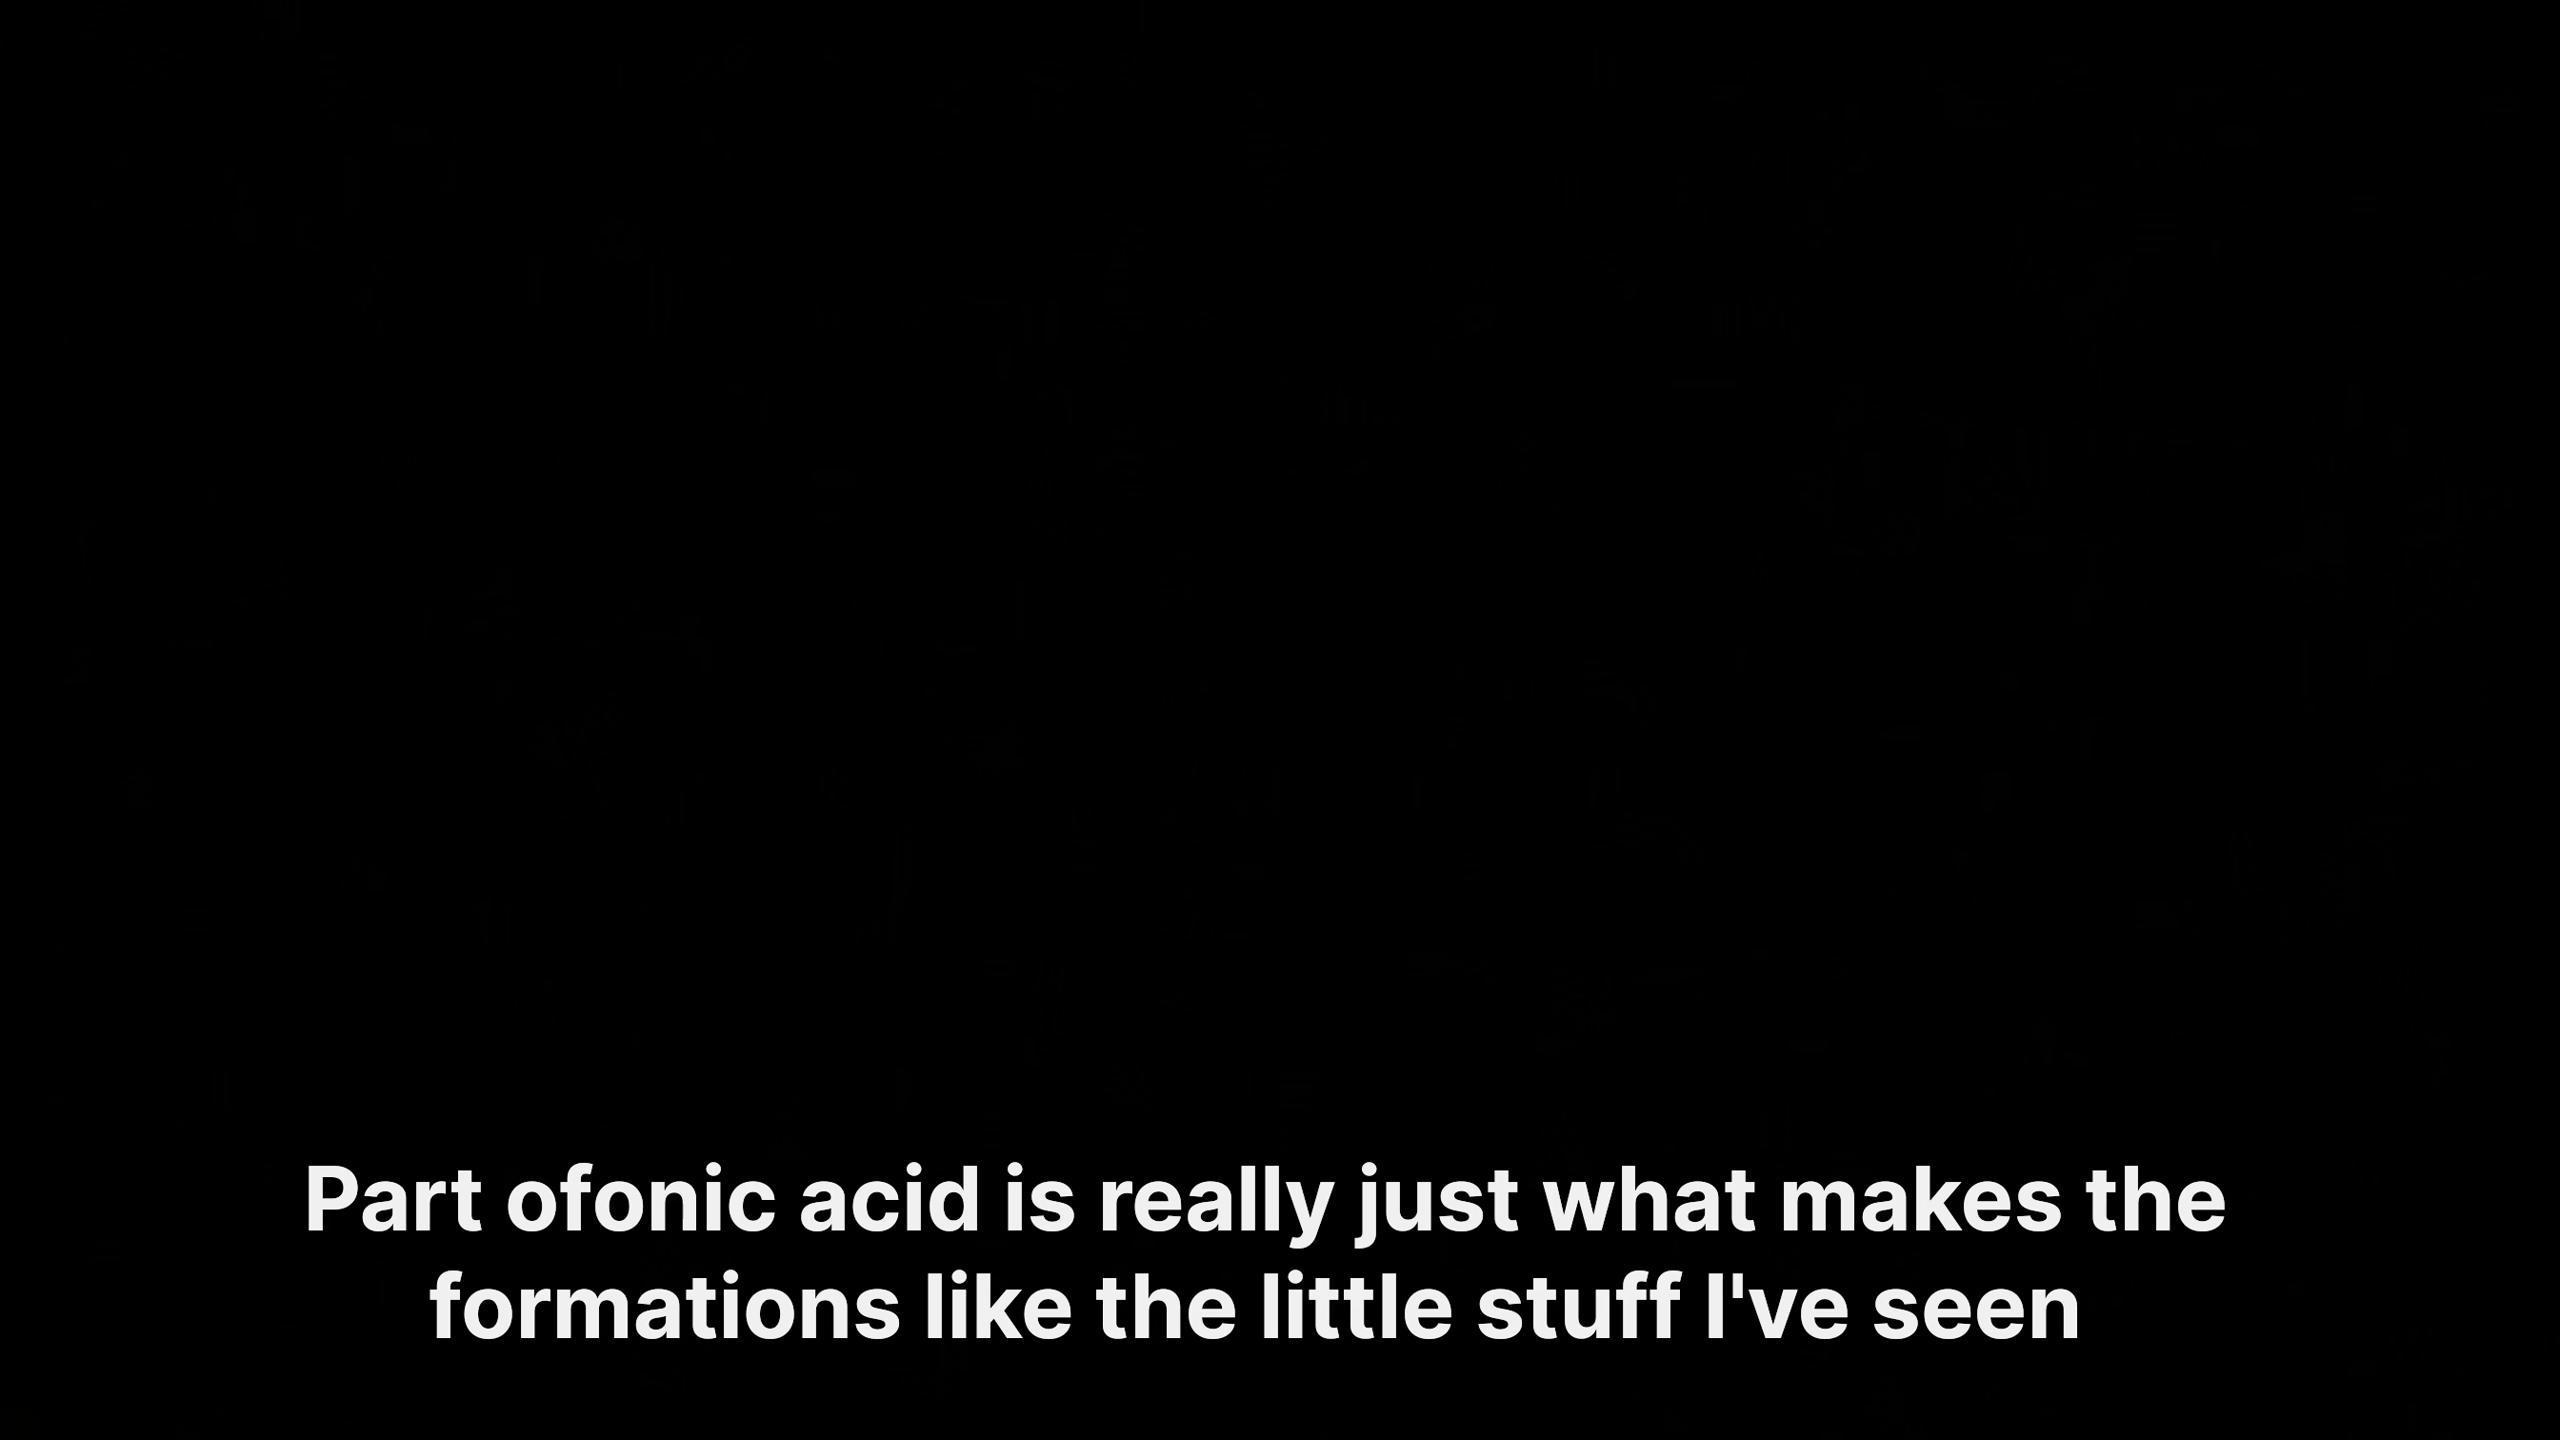 Part ofonic acid is really just what makes the
formations like the little stuff I've seen